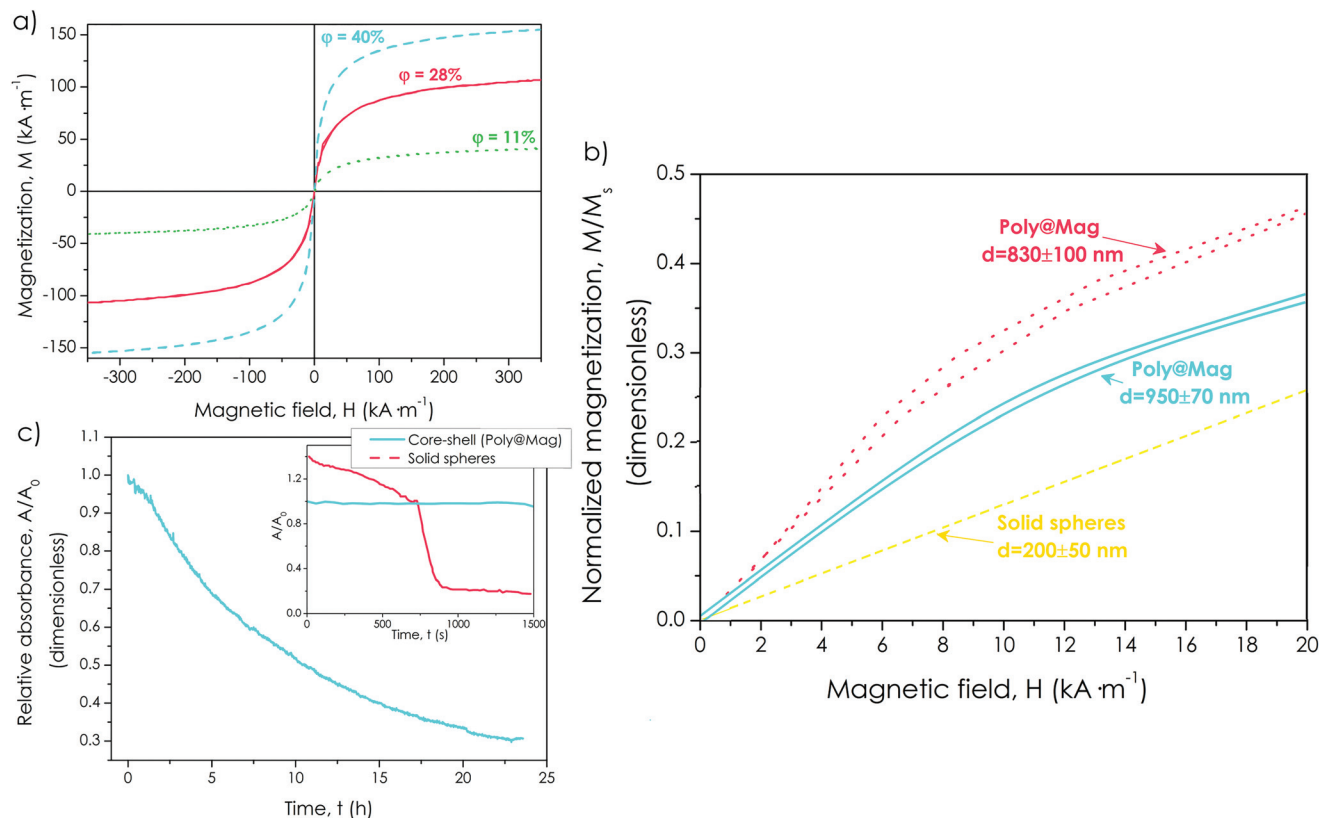 a)
Magnetization, M (kA·m⁻¹)
150
100
50
0
-50
-100
-150
φ = 40%
φ = 28%
φ = 11%
-300 -200 -100 0 100 200 300
Magnetic field, H (kA·m⁻¹)
b)
Normalized magnetization, M/Mₛ
(dimensionless)
0.5
0.4
0.3
0.2
0.1
0.0
Poly@Mag
d=830±100 nm
Poly@Mag
d=950±70 nm
Solid spheres
d=200±50 nm
0 2 4 6 8 10 12 14 16 18 20
Magnetic field, H (kA·m⁻¹)
c)
Relative absorbance, A/A₀
(dimensionless)
1.1
1.0
0.9
0.8
0.7
0.6
0.5
0.4
0.3
0 5 10 15 20 25
Time, t (h)
Core-shell (Poly@Mag)
Solid spheres
A/A₀
1.2
0.8
0.4
0.0
0 500 1000 1500
Time, t (s)